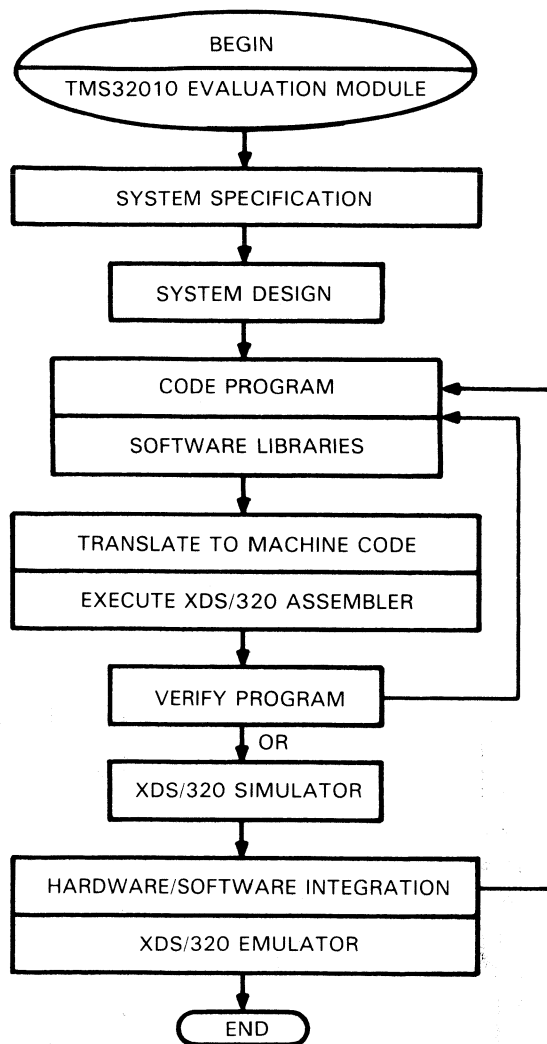 BEGIN
TMS32010 EVALUATION MODULE
SYSTEM SPECIFICATION
SYSTEM DESIGN
CODE PROGRAM
SOFTWARE LIBRARIES
TRANSLATE TO MACHINE CODE
EXECUTE XDS/320 ASSEMBLER
VERIFY PROGRAM
OR
XDS/320 SIMULATOR
HARDWARE/SOFTWARE INTEGRATION
XDS/320 EMULATOR
END